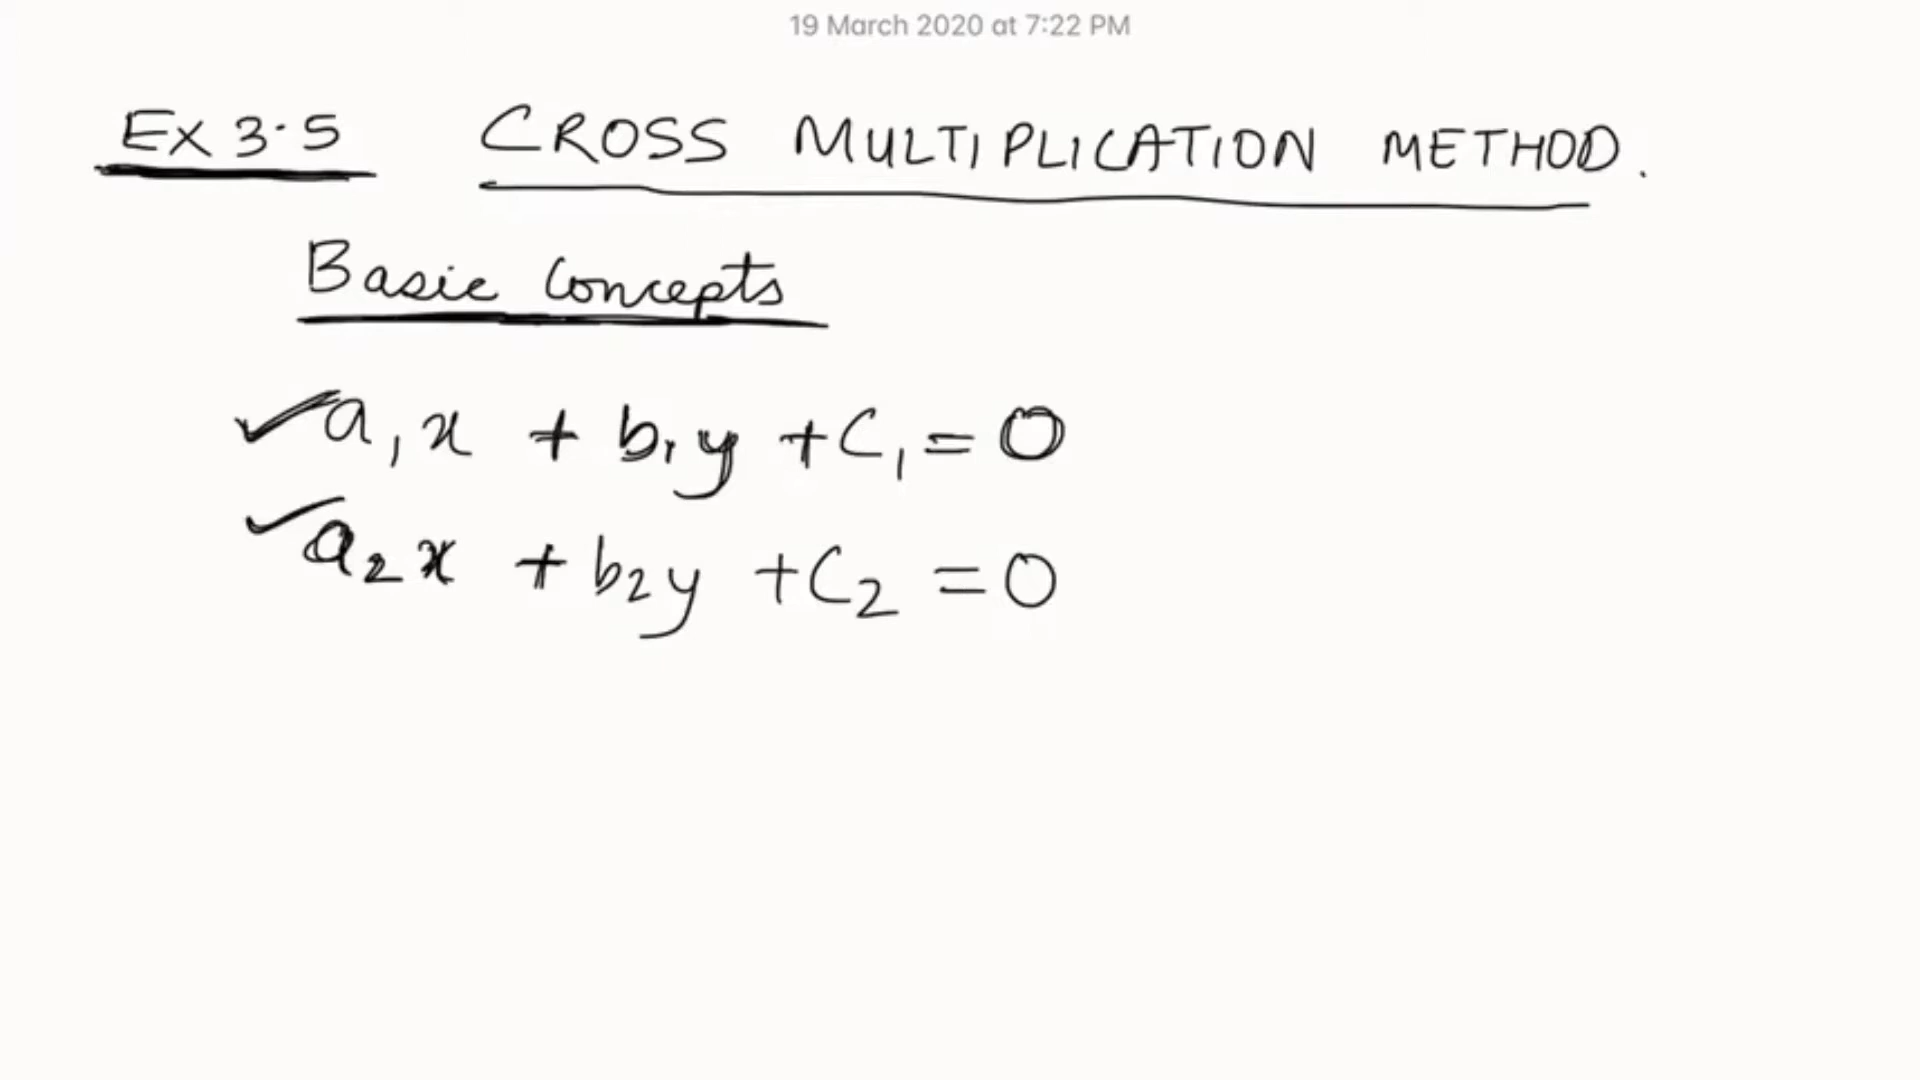 19 March 2020 at 7:22 PM
Ex 3.5 CROSS MULTIPLICATION METHOD.
Basic Concepts
✓a₁x + b₁y + C₁ = 0
✓a₂x + b₂y + C₂ = 0